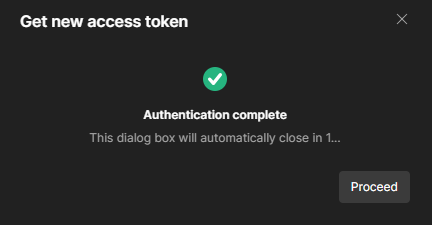 Get new access token
Authentication complete
This dialog box will automatically close in 1...
Proceed